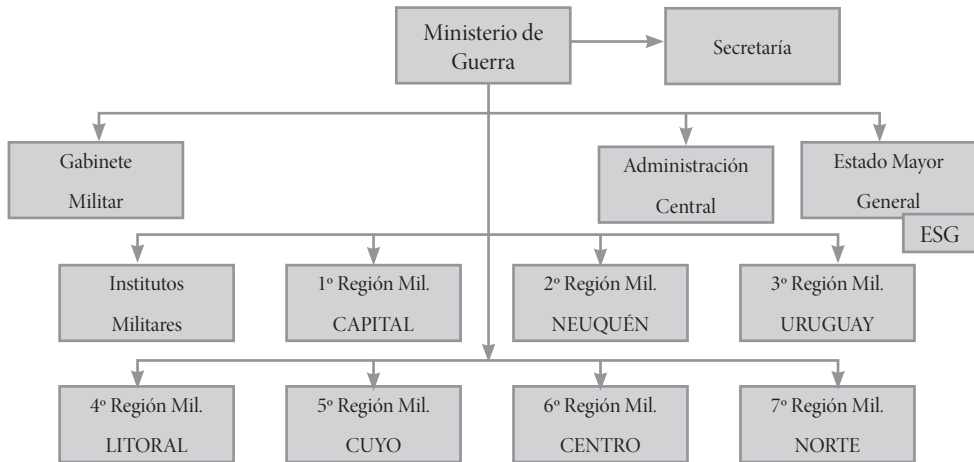 Ministerio de
Guerra
Secretaría
Gabinete
Militar
Administración
Central
Estado Mayor
General
ESG
Institutos
Militares
1º Región Mil.
CAPITAL
2º Región Mil.
NEUQUÉN
3º Región Mil.
URUGUAY
4º Región Mil.
LITORAL
5º Región Mil.
CUYO
6º Región Mil.
CENTRO
7º Región Mil.
NORTE